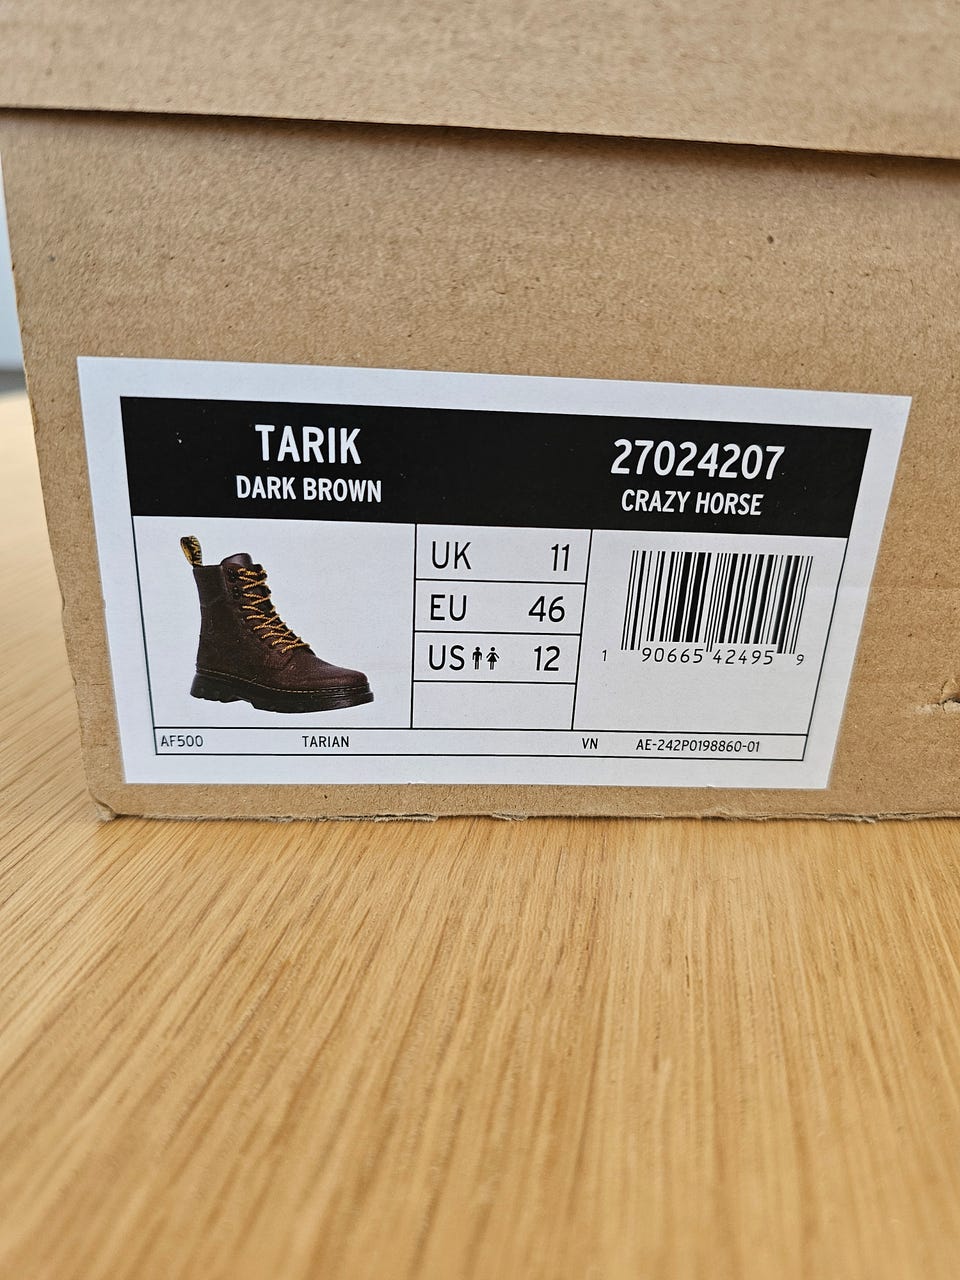 TARIK
DARK BROWN
27024207
CRAZY HORSE
UK 11
EU 46
US 12
1 90665 42495 9
AF500 TARIAN VN AE-242P0198860-01